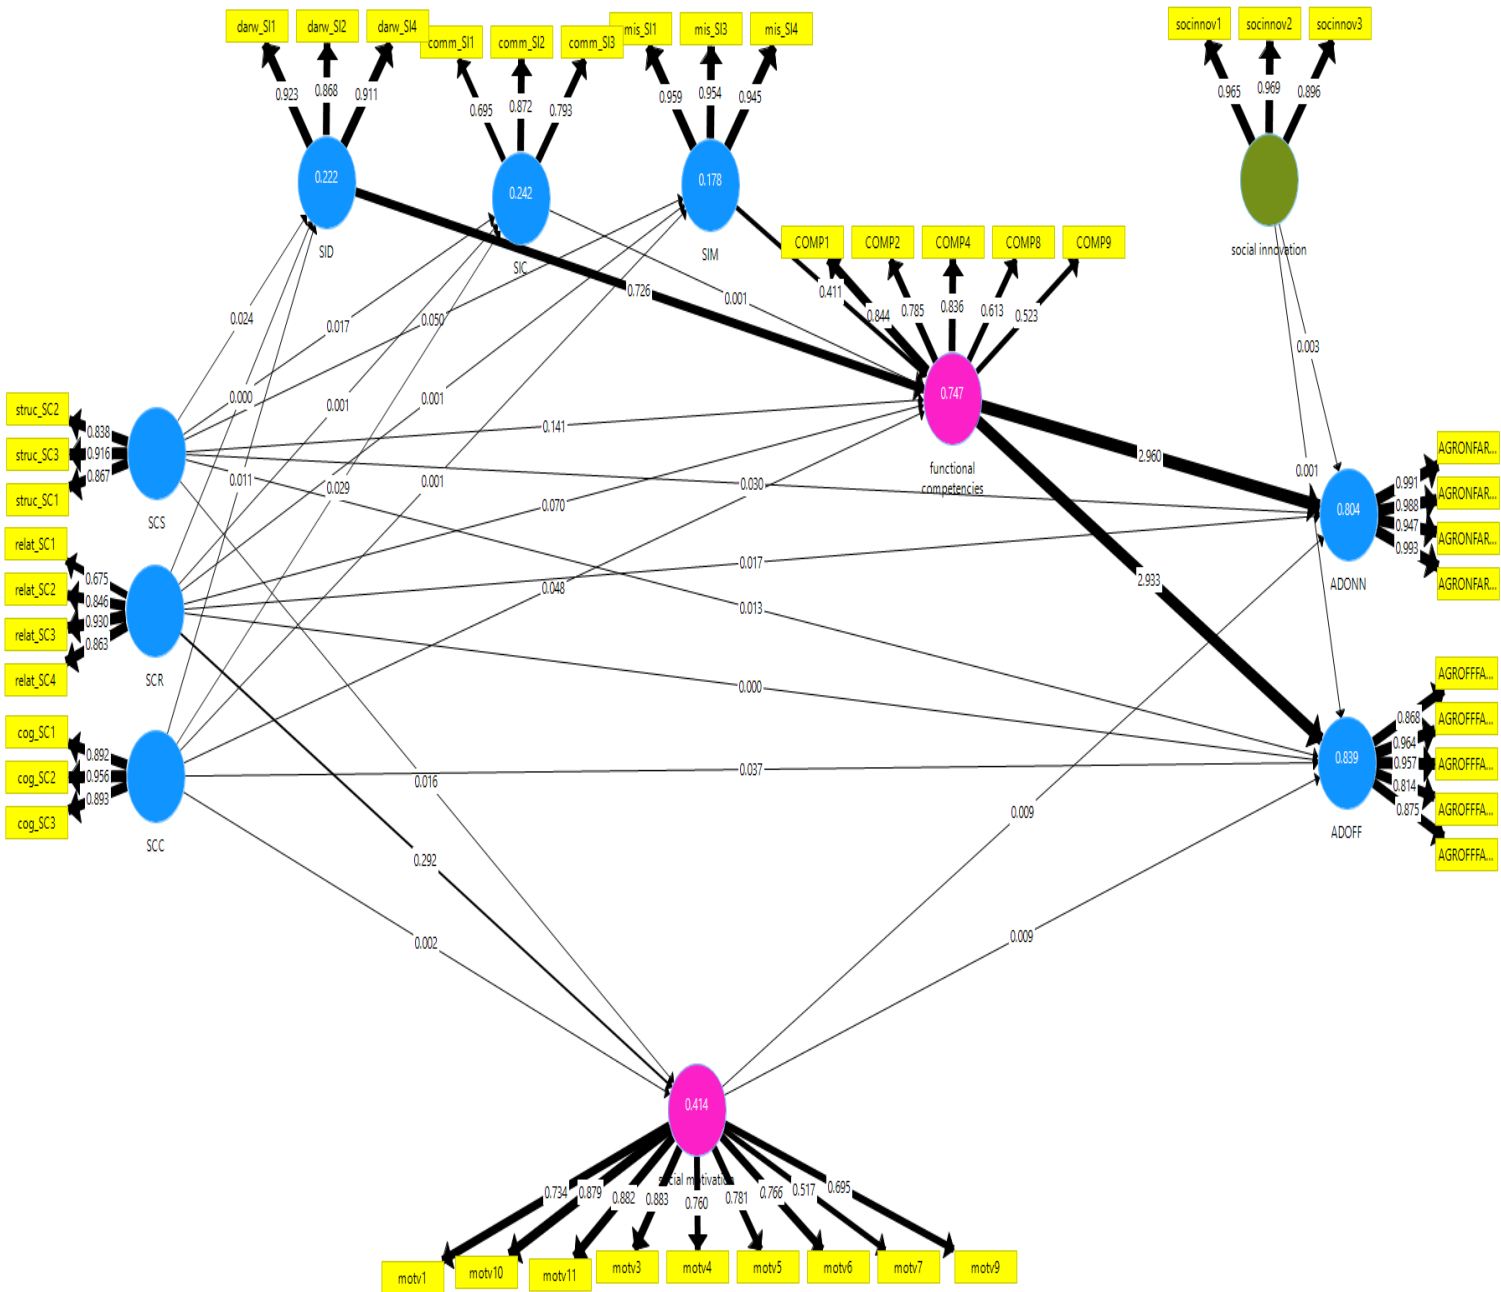 darw_SI1
darw_SI2
darw_SI4
comm_SI1
comm_SI2
comm_SI3
mis_SI1
mis_SI3
mis_SI4
socinnov1
socinnov2
socinnov3
0.923
0.868
0.911
0.695
0.872
0.793
0.959
0.954
0.945
0.965
0.969
0.896
0.222
0.242
0.178
SID
SIC
SIM
social innovation
COMP1
COMP2
COMP4
COMP8
COMP9
0.726
0.001
0.411
0.844
0.785
0.836
0.613
0.523
0.024
0.017
0.050
0.003
0.000
0.001
0.001
0.747
functional
competencies
struc_SC2
struc_SC3
struc_SC1
0.838
0.916
0.867
SCS
0.141
0.011
0.029
0.001
0.030
0.070
2.960
0.001
0.804
ADONN
AGRONFAR...
AGRONFAR...
AGRONFAR...
AGRONFAR...
0.991
0.988
0.947
0.993
relat_SC1
relat_SC2
relat_SC3
relat_SC4
0.675
0.846
0.930
0.863
SCR
0.017
0.048
0.013
2.933
0.000
cog_SC1
cog_SC2
cog_SC3
0.892
0.956
0.893
SCC
0.016
0.037
0.009
0.839
ADOFF
AGROFFFA...
AGROFFFA...
AGROFFFA...
AGROFFFA...
AGROFFFA...
0.868
0.964
0.957
0.814
0.875
0.292
0.002
0.009
0.414
social motivation
0.734
0.879
0.882
0.883
0.760
0.781
0.766
0.517
0.695
motv1
motv10
motv11
motv3
motv4
motv5
motv6
motv7
motv9